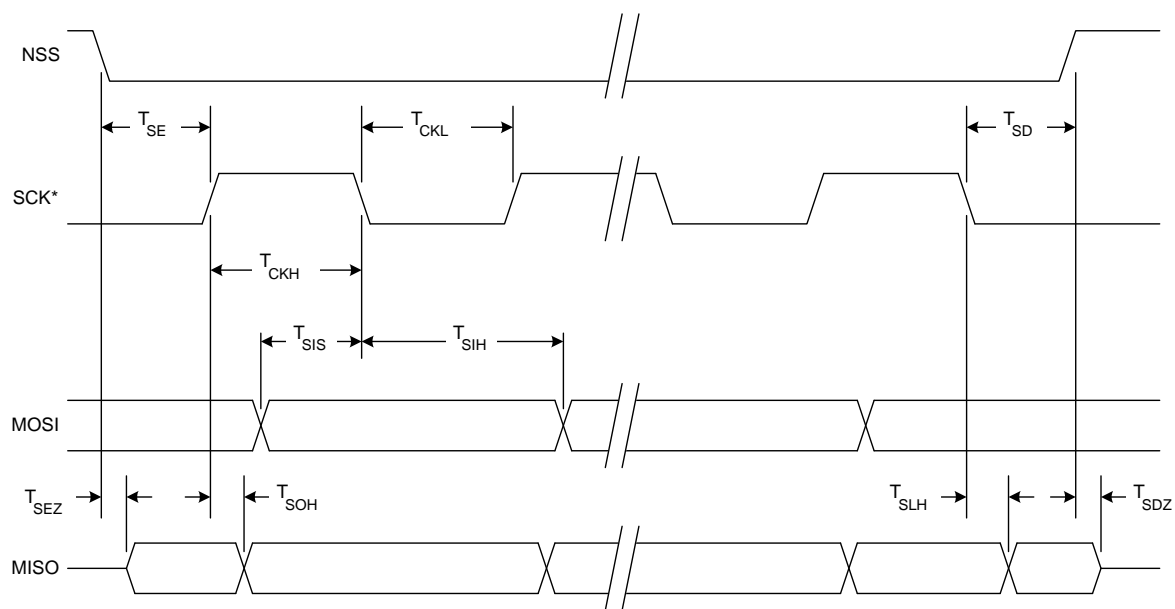 NSS
T_SE
T_CKL
T_SD
SCK*
T_CKH
T_SIS
T_SIH
MOSI
T_SEZ
T_SOH
T_SLH
T_SDZ
MISO